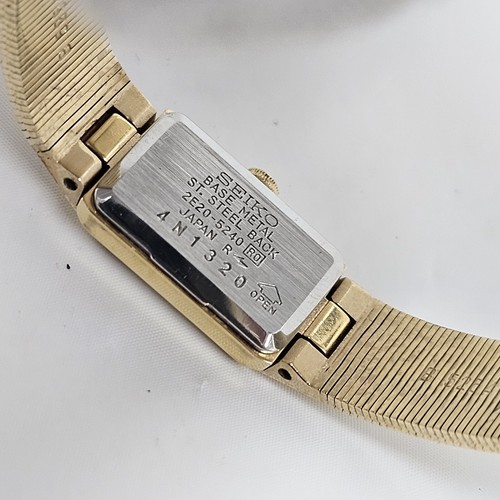 SEIKO
BASE METAL
ST. STEEL BACK
2E20-5240 R0
JAPAN R
4N1320
OPEN